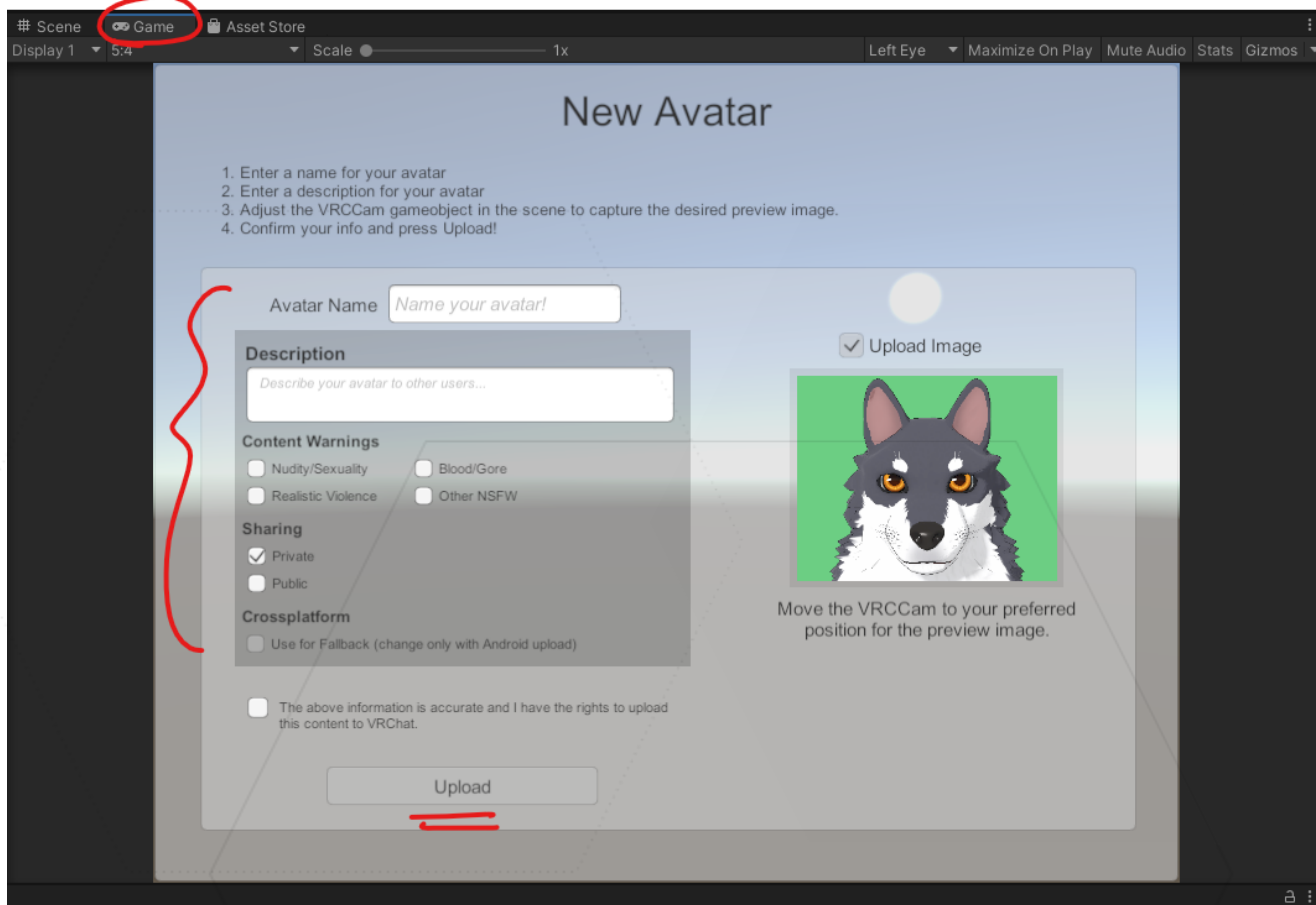 Scene Game Asset Store
Display 1 5:4 Scale 1x Left Eye Maximize On Play Mute Audio Stats Gizmos
New Avatar
1. Enter a name for your avatar
2. Enter a description for your avatar
3. Adjust the VRCCam gameobject in the scene to capture the desired preview image.
4. Confirm your info and press Upload!
Avatar Name Name your avatar!
Description
Describe your avatar to other users...
Content Warnings
Nudity/Sexuality Blood/Gore
Realistic Violence Other NSFW
Sharing
Private
Public
Crossplatform
Use for Fallback (change only with Android upload)
The above information is accurate and I have the rights to upload
this content to VRChat.
Upload
Upload Image
Move the VRCCam to your preferred
position for the preview image.